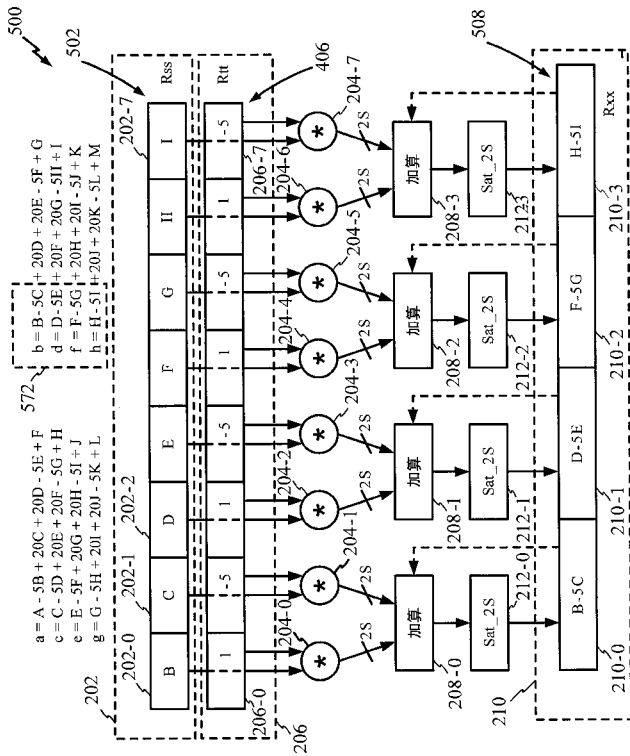 500
572
a = A - 5B + 20C + 20D - 5E + F
b = B - 5C + 20D + 20E - 5F + G
c = C - 5D + 20E + 20F - 5G + H
d = D - 5E + 20F + 20G - 5H + I
e = E - 5F + 20G + 20H - 5I + J
f = F - 5G + 20H + 20I - 5J + K
g = G - 5H + 20I + 20J - 5K + L
h = H - 5I + 20J + 20K - 5L + M
202 202-0 202-1 202-2 202-7 502
B C D E F G H I Rss
1 -5 1 -5 1 -5 1 -5 Rtt
206 206-0 206-7 406
204-0 204-1 204-2 204-3 204-4 204-5 204-6 204-7
* * * * * * * *
2S 2S 2S 2S 2S 2S 2S 2S
加算 加算 加算 加算
208-0 208-1 208-2 208-3
Sat_2S Sat_2S Sat_2S Sat_2S
212-0 212-1 212-2 212-3
508
B-5C D-5E F-5G H-5I Rxx
210 210-0 210-1 210-2 210-3